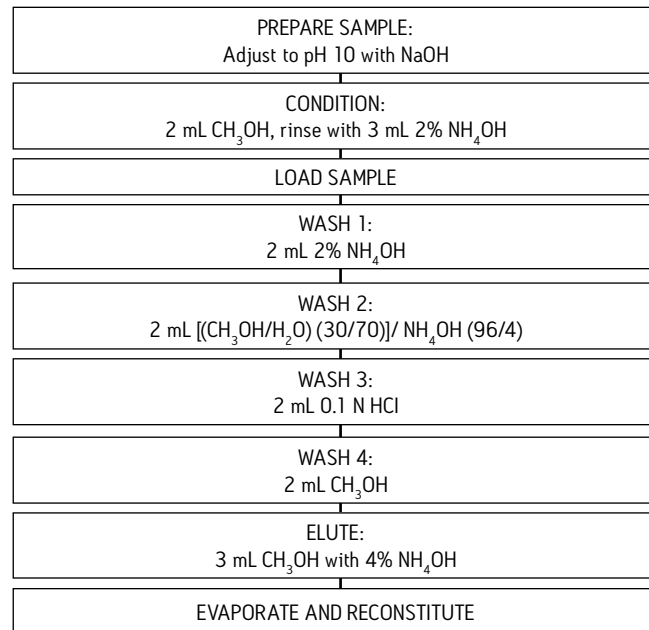 PREPARE SAMPLE:
Adjust to pH 10 with NaOH
CONDITION:
2 mL CH₃OH, rinse with 3 mL 2% NH₄OH
LOAD SAMPLE
WASH 1:
2 mL 2% NH₄OH
WASH 2:
2 mL [(CH₃OH/H₂O) (30/70)]/ NH₄OH (96/4)
WASH 3:
2 mL 0.1 N HCl
WASH 4:
2 mL CH₃OH
ELUTE:
3 mL CH₃OH with 4% NH₄OH
EVAPORATE AND RECONSTITUTE